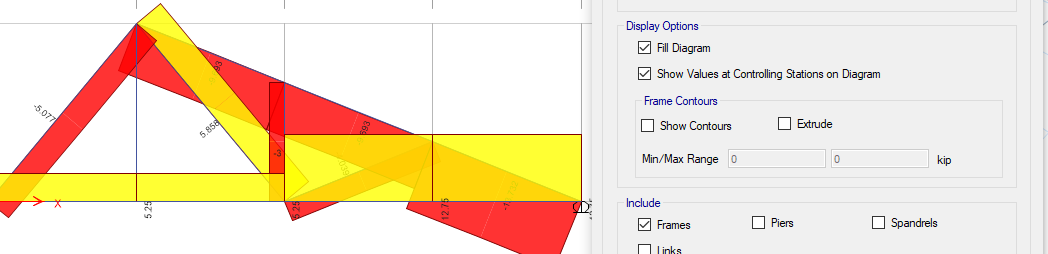 Display Options
Fill Diagram
Show Values at Controlling Stations on Diagram
Frame Contours
Show Contours
Extrude
Min/Max Range 0 0 kip
Include
Frames
Piers
Spandrels
Links
-5.077
5.858
-3
X
5.25
12.75